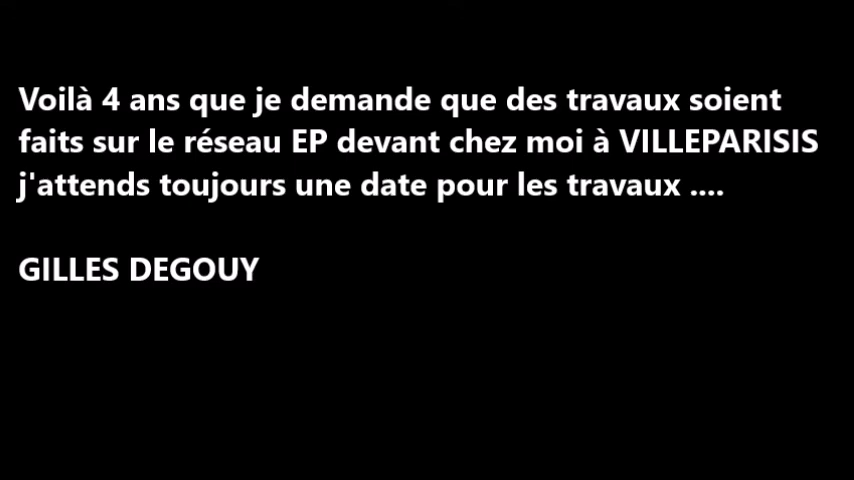 Voilà 4 ans que je demande que des travaux soient
faits sur le réseau EP devant chez moi à VILLEPARISIS
j'attends toujours une date pour les travaux ....
GILLES DEGOUY